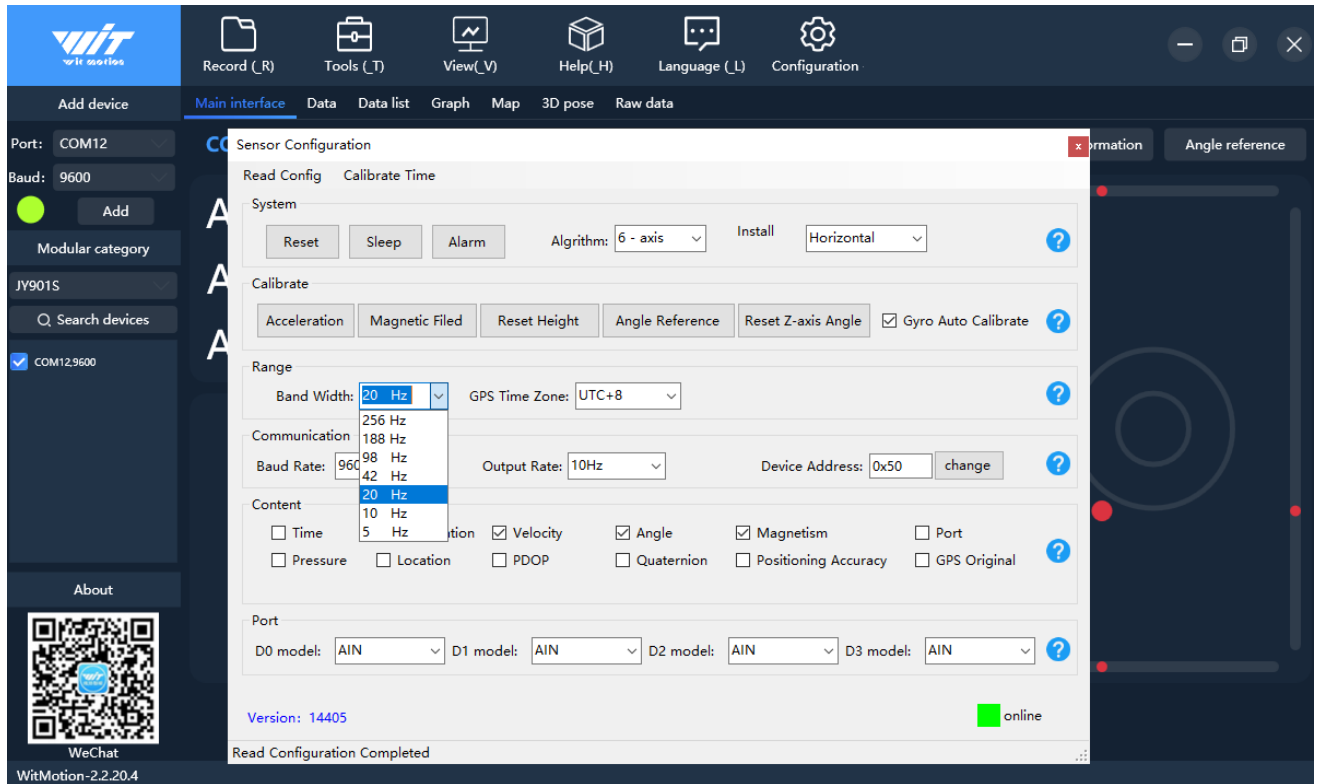 WiT
wit motion
Record (_R)
Tools (_T)
View(_V)
Help(_H)
Language (_L)
Configuration
Add device
Main interface
Data
Data list
Graph
Map
3D pose
Raw data
Port:
COM12
Baud:
9600
Add
Modular category
JY901S
Search devices
COM12,9600
About
WeChat
WitMotion-2.2.20.4
CO
A
A
A
rmation
Angle reference
Sensor Configuration
x
Read Config
Calibrate Time
System
Reset
Sleep
Alarm
Algrithm:
6 - axis
Install
Horizontal
?
Calibrate
Acceleration
Magnetic Filed
Reset Height
Angle Reference
Reset Z-axis Angle
Gyro Auto Calibrate
?
Range
Band Width:
20 Hz
GPS Time Zone:
UTC+8
?
256 Hz
188 Hz
98 Hz
42 Hz
20 Hz
10 Hz
5 Hz
Communication
Baud Rate:
960
Output Rate:
10Hz
Device Address:
0x50
change
?
Content
Time
tion
Velocity
Angle
Magnetism
Port
Pressure
Location
PDOP
Quaternion
Positioning Accuracy
GPS Original
?
Port
D0 model:
AIN
D1 model:
AIN
D2 model:
AIN
D3 model:
AIN
?
Version: 14405
online
Read Configuration Completed